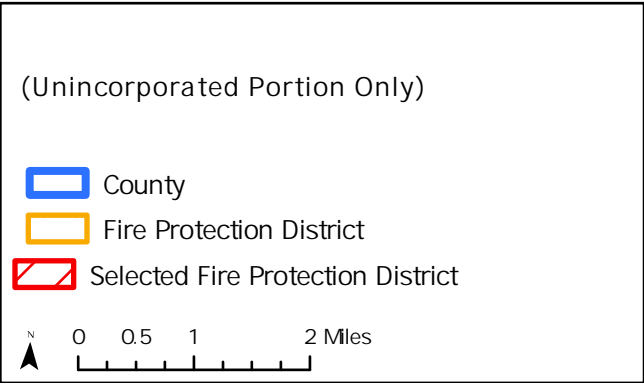 (Unincorporated Portion Only)
County
Fire Protection District
Selected Fire Protection District
N
0 0.5 1 2 Miles